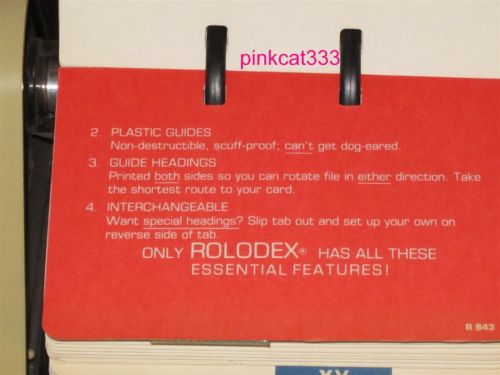 pinkcat333
2. PLASTIC GUIDES
Non-destructible, scuff-proof; can't get dog-eared.
3. GUIDE HEADINGS
Printed both sides so you can rotate file in either direction. Take
the shortest route to your card.
4. INTERCHANGEABLE
Want special headings? Slip tab out and set up your own on
reverse side of tab.
ONLY ROLODEX® HAS ALL THESE
ESSENTIAL FEATURES!
R 843